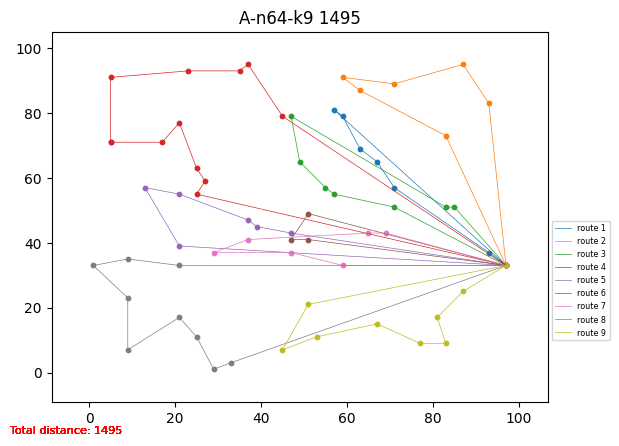 A-n64-k9 1495
100
80
60
40
20
0
0 20 40 60 80 100
route 1
route 2
route 3
route 4
route 5
route 6
route 7
route 8
route 9
Total distance: 1495